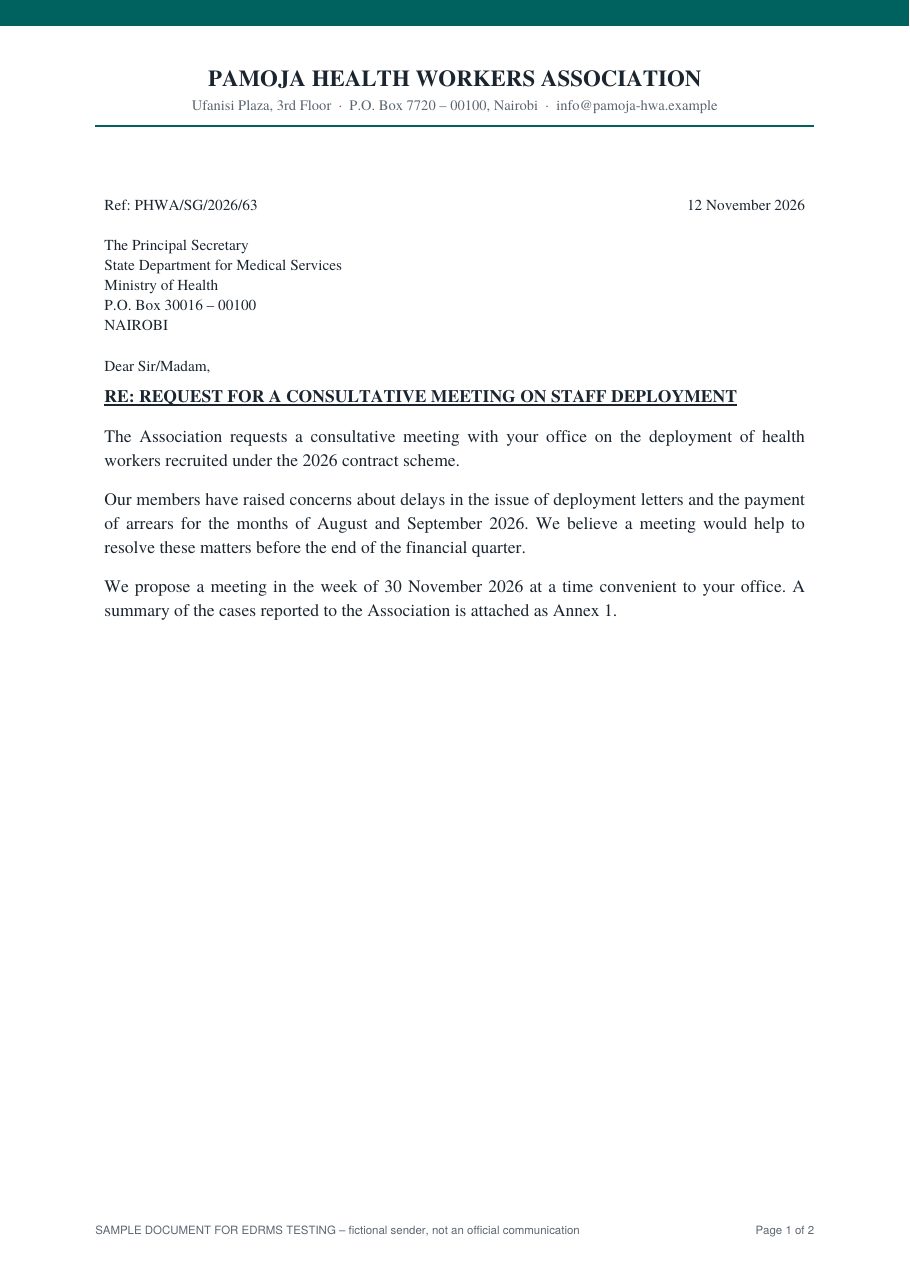 PAMOJA HEALTH WORKERS ASSOCIATION
Ufanisi Plaza, 3rd Floor · P.O. Box 7720 – 00100, Nairobi · info@pamoja-hwa.example
Ref: PHWA/SG/2026/63 12 November 2026
The Principal Secretary
State Department for Medical Services
Ministry of Health
P.O. Box 30016 – 00100
NAIROBI
Dear Sir/Madam,
RE: REQUEST FOR A CONSULTATIVE MEETING ON STAFF DEPLOYMENT
The Association requests a consultative meeting with your office on the deployment of health
workers recruited under the 2026 contract scheme.
Our members have raised concerns about delays in the issue of deployment letters and the payment
of arrears for the months of August and September 2026. We believe a meeting would help to
resolve these matters before the end of the financial quarter.
We propose a meeting in the week of 30 November 2026 at a time convenient to your office. A
summary of the cases reported to the Association is attached as Annex 1.
SAMPLE DOCUMENT FOR EDRMS TESTING – fictional sender, not an official communication Page 1 of 2